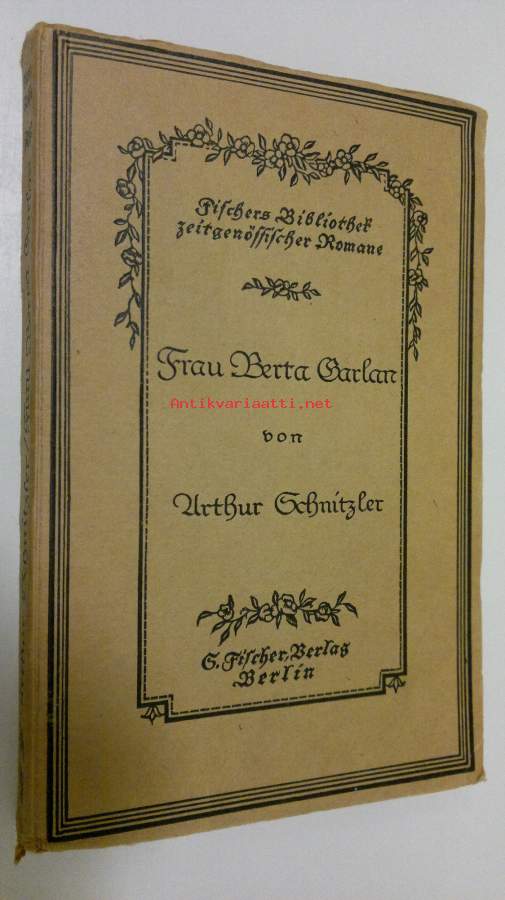 Fischers Bibliothek
zeitgenössischer Romane
Frau Berta Garlan
Antikvariaatti.net
von
Arthur Schnitzler
S. Fischer, Verlag
Berlin